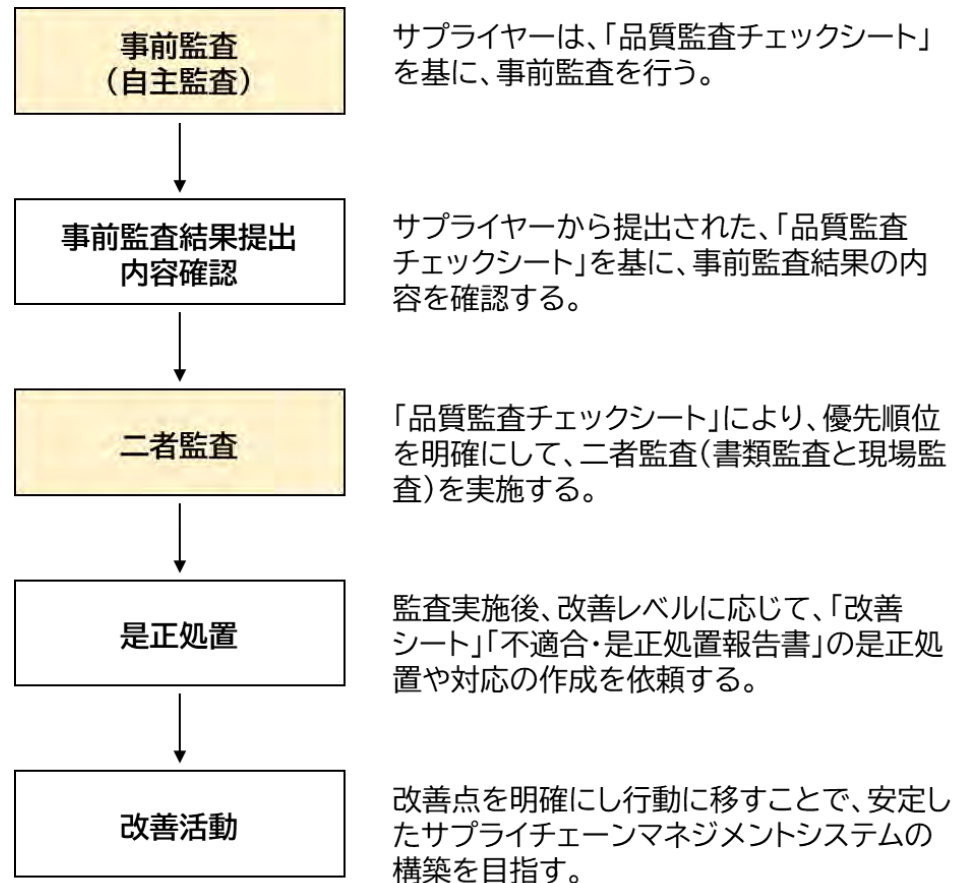 事前監査
（自主監査）
サプライヤーは、「品質監査チェックシート」
を基に、事前監査を行う。
事前監査結果提出
内容確認
サプライヤーから提出された、「品質監査
チェックシート」を基に、事前監査結果の内
容を確認する。
二者監査
「品質監査チェックシート」により、優先順位
を明確にして、二者監査（書類監査と現場監
査）を実施する。
是正処置
監査実施後、改善レベルに応じて、「改善
シート」「不適合・是正処置報告書」の是正処
置や対応の作成を依頼する。
改善活動
改善点を明確にし行動に移すことで、安定し
たサプライチェーンマネジメントシステムの
構築を目指す。